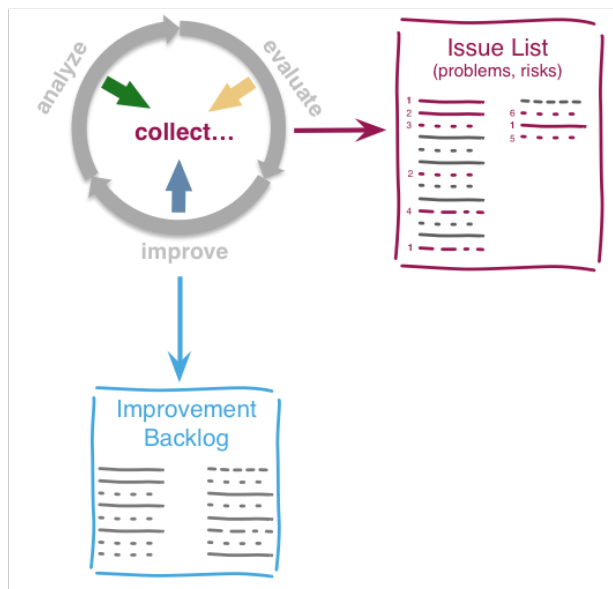 analyze
evaluate
collect...
improve
Issue List
(problems, risks)
1
2
3
2
4
1
6
1
5
Improvement
Backlog